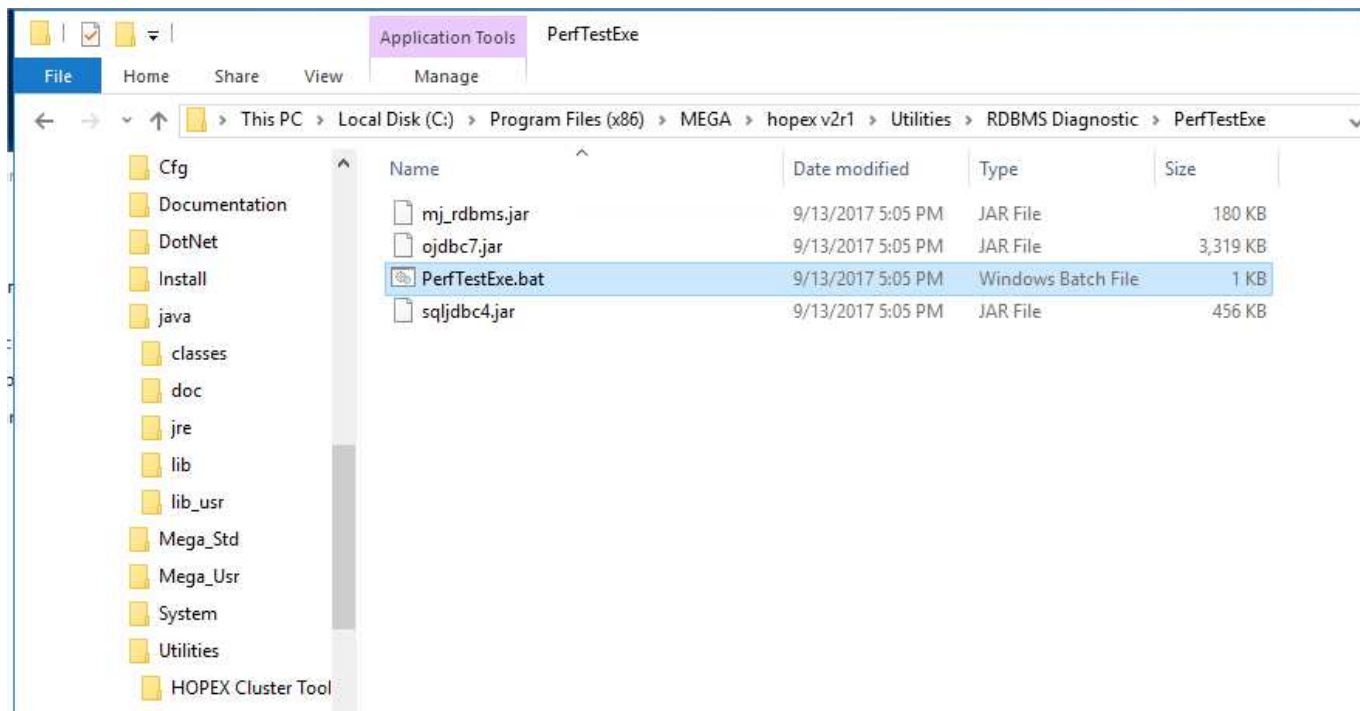 Application Tools PerfTestExe
File Home Share View Manage
This PC > Local Disk (C:) > Program Files (x86) > MEGA > hopex v2r1 > Utilities > RDBMS Diagnostic > PerfTestExe
Cfg
Documentation
DotNet
Install
java
classes
doc
jre
lib
lib_usr
Mega_Std
Mega_Usr
System
Utilities
HOPEX Cluster Tool
Name Date modified Type Size
mj_rdbms.jar 9/13/2017 5:05 PM JAR File 180 KB
ojdbc7.jar 9/13/2017 5:05 PM JAR File 3,319 KB
PerfTestExe.bat 9/13/2017 5:05 PM Windows Batch File 1 KB
sqljdbc4.jar 9/13/2017 5:05 PM JAR File 456 KB